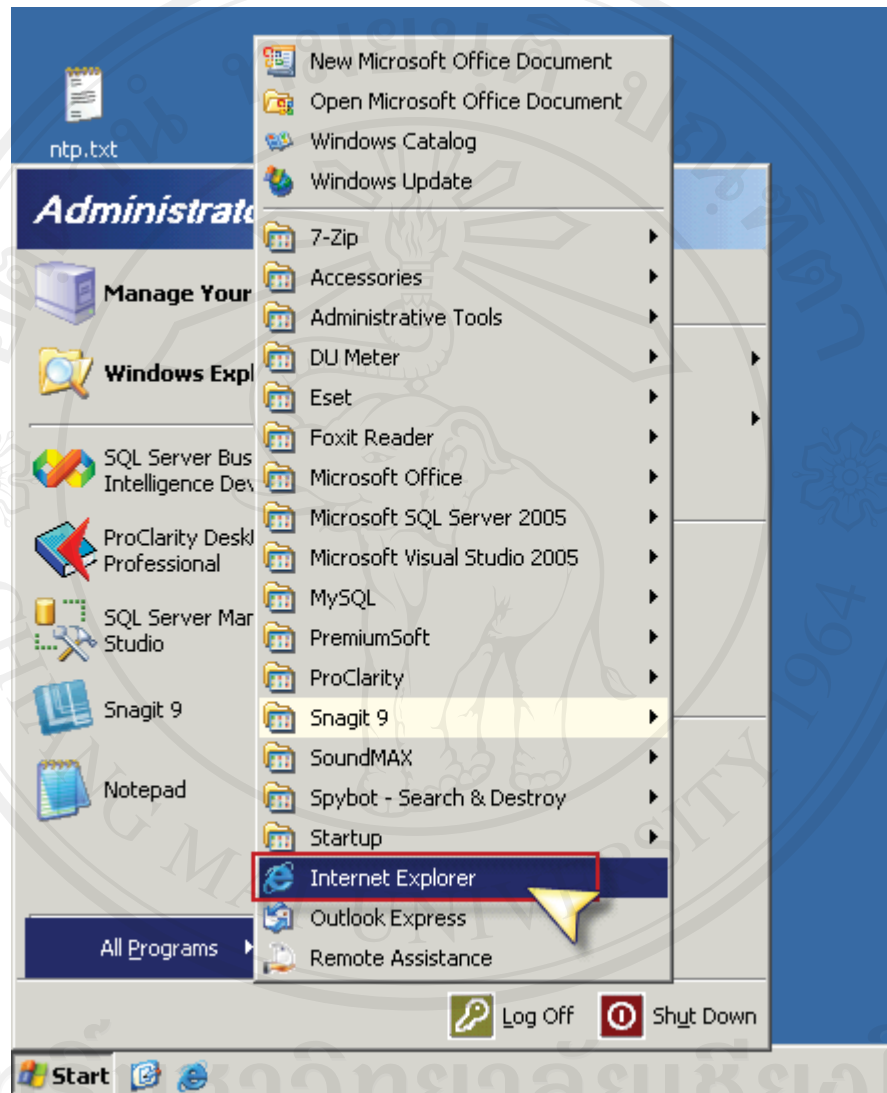 ntp.txt
New Microsoft Office Document
Open Microsoft Office Document
Windows Catalog
Windows Update
7-Zip
Accessories
Administrative Tools
DU Meter
Eset
Foxit Reader
Microsoft Office
Microsoft SQL Server 2005
Microsoft Visual Studio 2005
MySQL
PremiumSoft
ProClarity
Snagit 9
SoundMAX
Spybot - Search & Destroy
Startup
Internet Explorer
Outlook Express
Remote Assistance
Administrato
Manage Your
Windows Expl
SQL Server Bus
Intelligence Dev
ProClarity Deskt
Professional
SQL Server Man
Studio
Snagit 9
Notepad
All Programs
Log Off
Shut Down
Start
MAI UNIVERSITY 1964